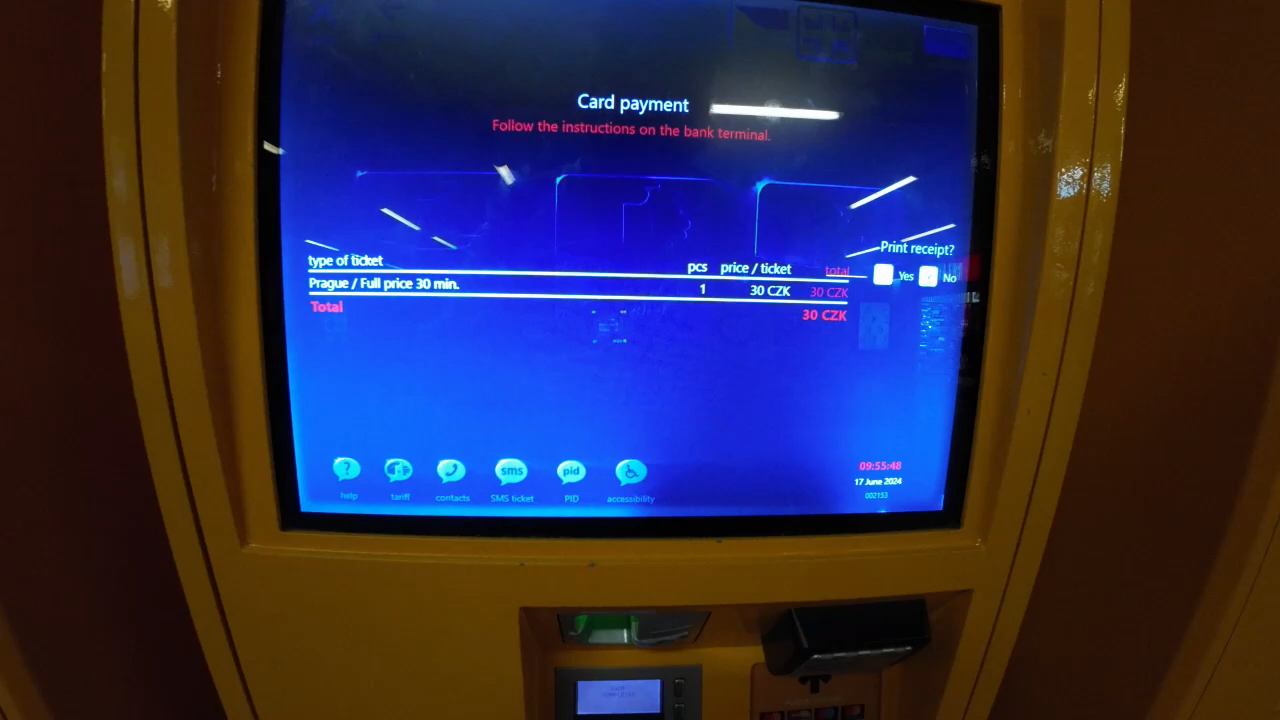 Card payment
Follow the instructions on the bank terminal.
Print receipt?
Yes No
type of ticket pcs price / ticket total
Prague / Full price 30 min. 1 30 CZK 30 CZK
Total 30 CZK
? sms pid
help tariff contacts SMS ticket PID accessibility
09:55:48
17 June 2024
002153